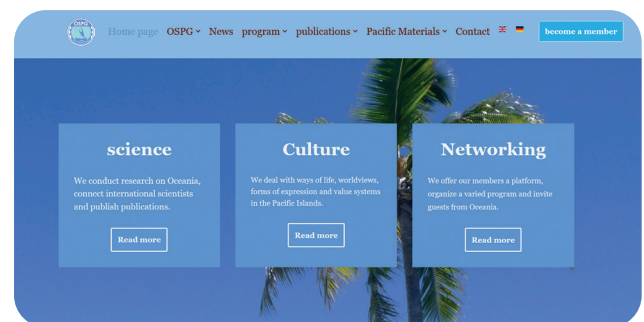 OSPG
Home page OSPG News program publications Pacific Materials Contact become a member
science
We conduct research on Oceania,
connect international scientists
and publish publications.
Read more
Culture
We deal with ways of life, worldviews,
forms of expression and value systems
in the Pacific Islands.
Read more
Networking
We offer our members a platform,
organize a varied program and invite
guests from Oceania.
Read more